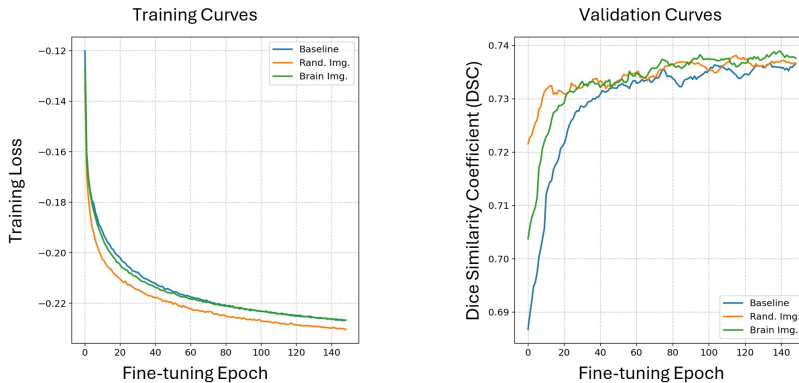 Training Curves
Training Loss
−0.12
−0.14
−0.16
−0.18
−0.20
−0.22
0 20 40 60 80 100 120 140
Fine-tuning Epoch
Baseline
Rand. Img.
Brain Img.
Validation Curves
Dice Similarity Coefficient (DSC)
0.74
0.73
0.72
0.71
0.70
0.69
0 20 40 60 80 100 120 140
Fine-tuning Epoch
Baseline
Rand. Img.
Brain Img.